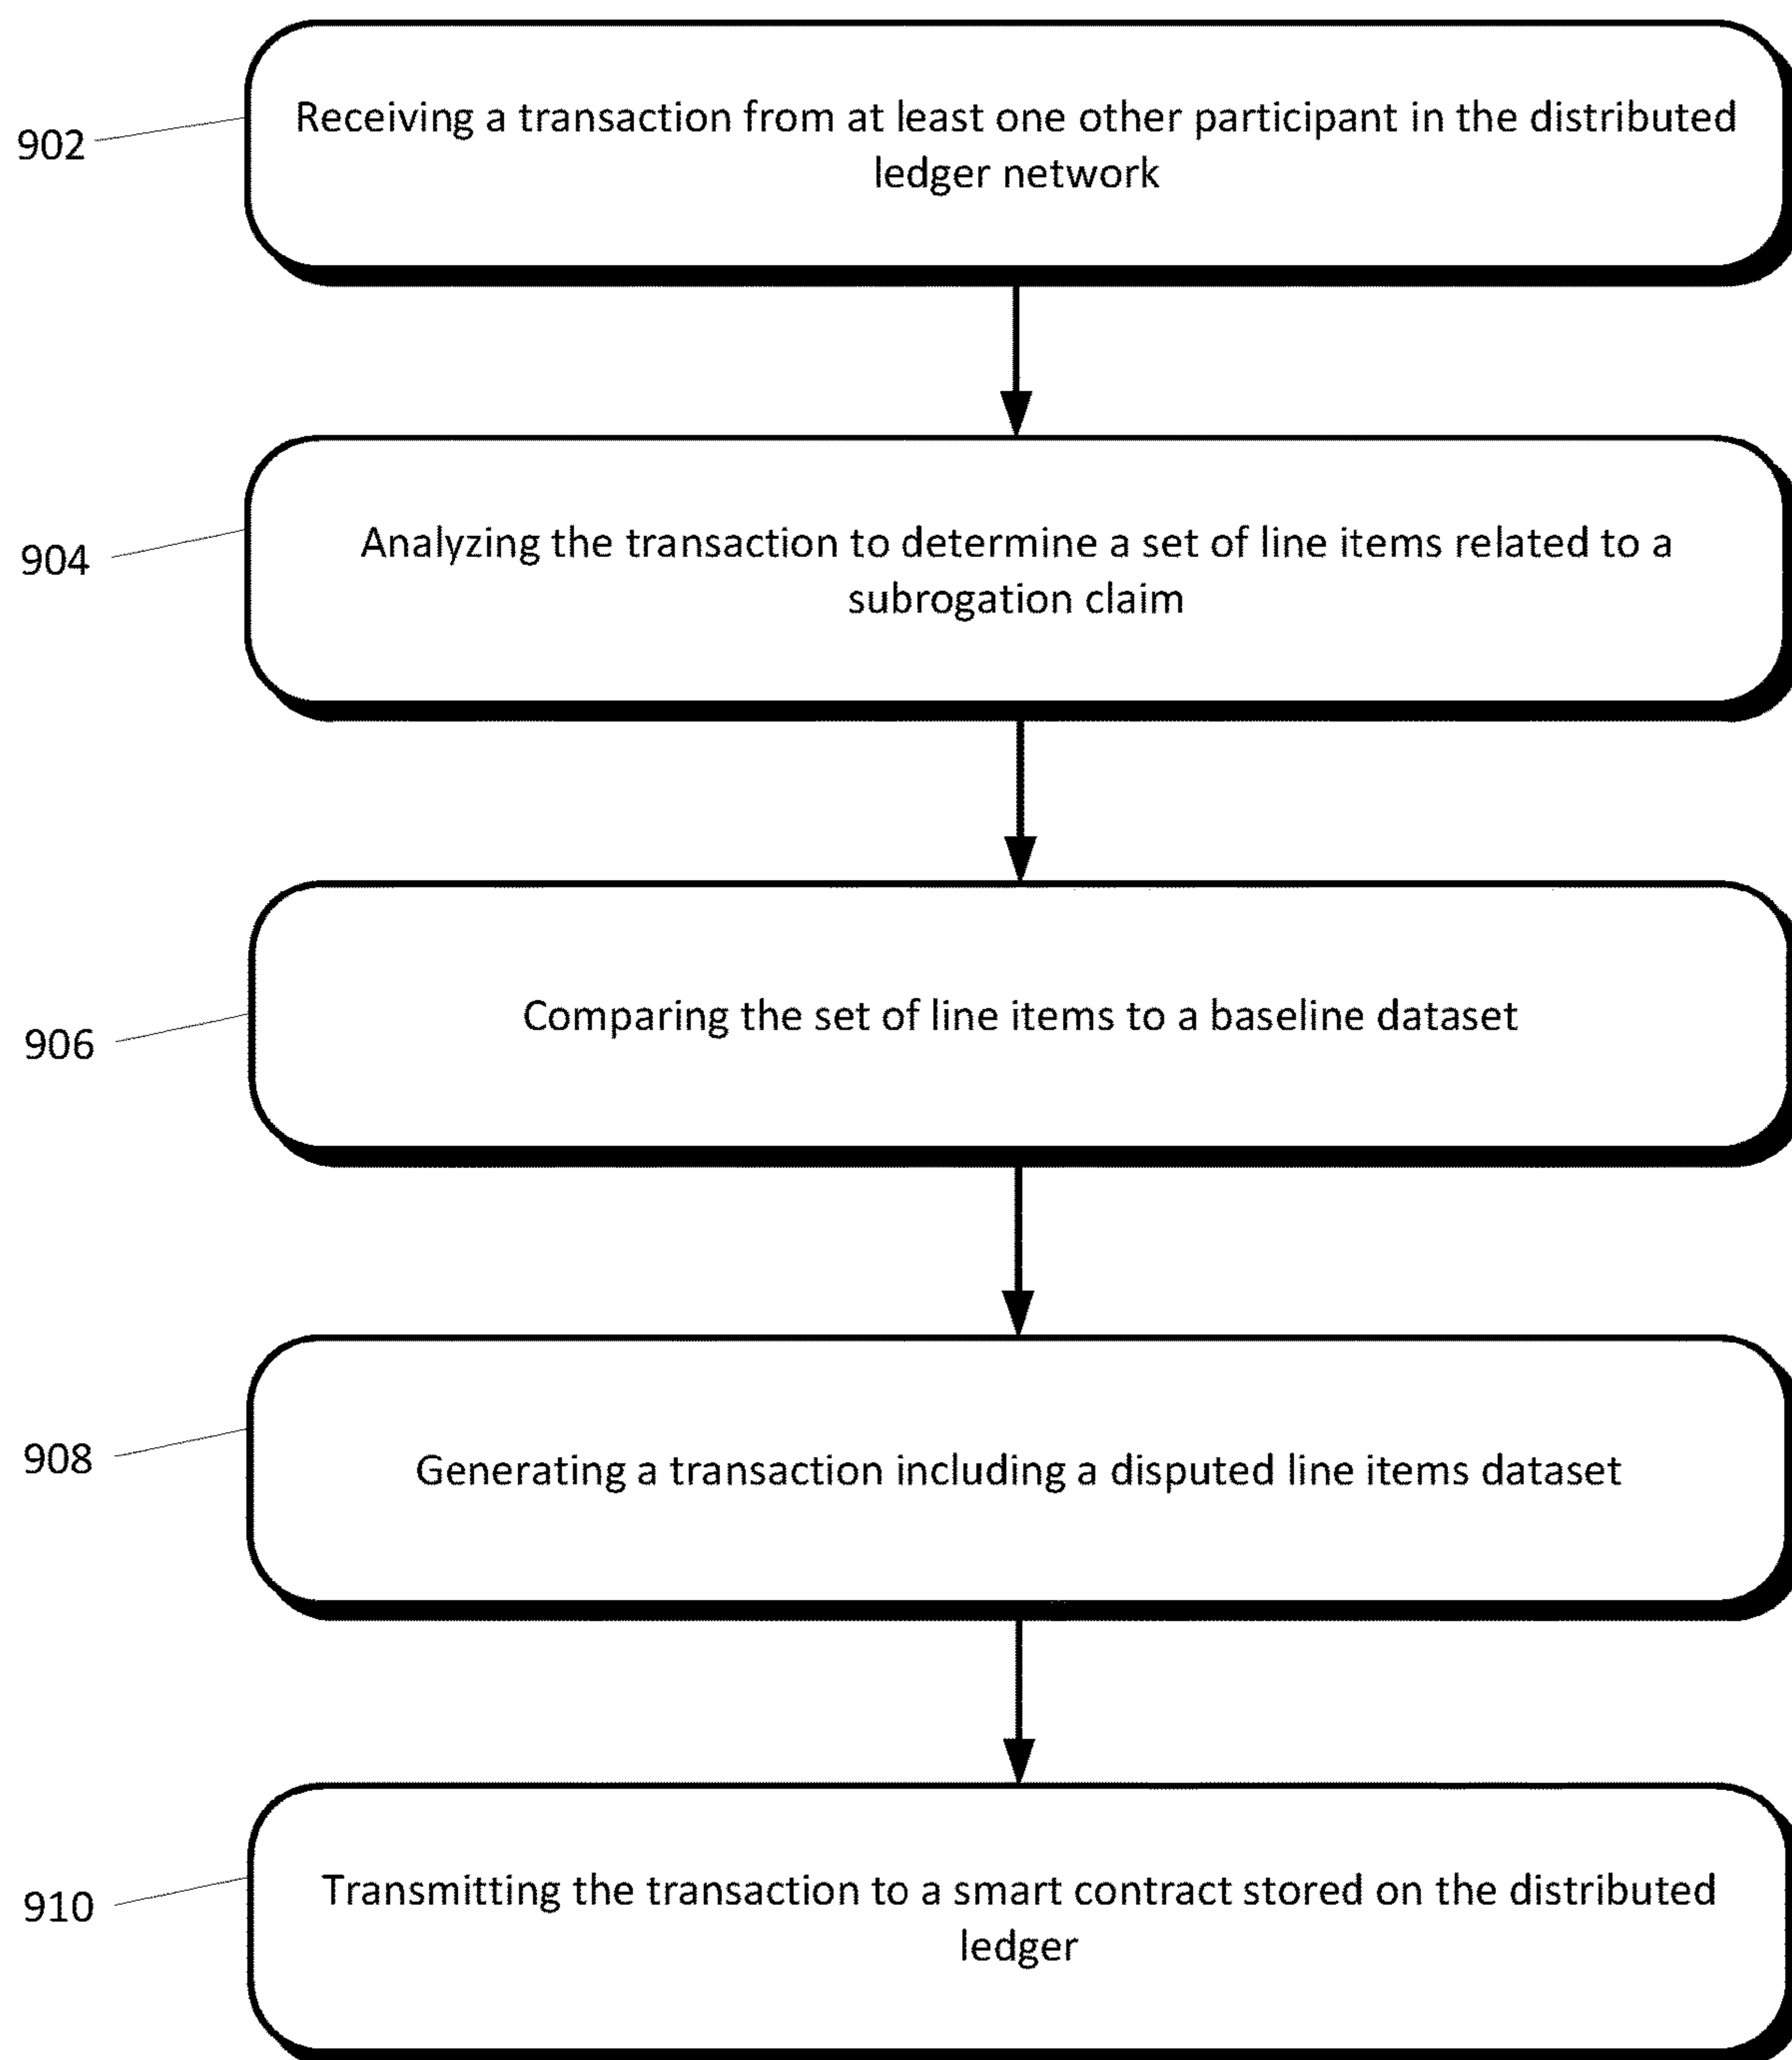 902
Receiving a transaction from at least one other participant in the distributed
ledger network
904
Analyzing the transaction to determine a set of line items related to a
subrogation claim
906
Comparing the set of line items to a baseline dataset
908
Generating a transaction including a disputed line items dataset
910
Transmitting the transaction to a smart contract stored on the distributed
ledger